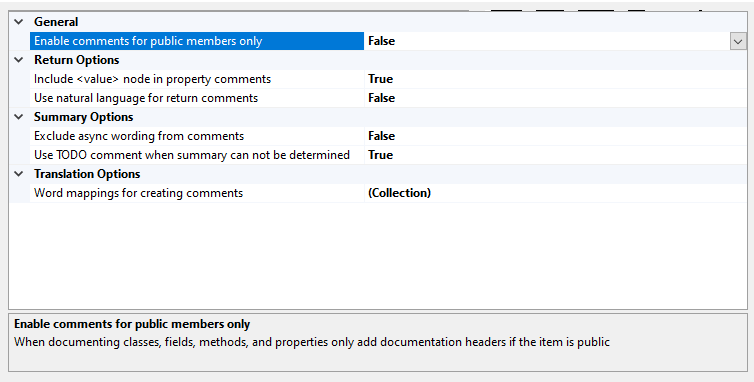 General
Enable comments for public members only False
Return Options
Include <value> node in property comments True
Use natural language for return comments False
Summary Options
Exclude async wording from comments False
Use TODO comment when summary can not be determined True
Translation Options
Word mappings for creating comments (Collection)
Enable comments for public members only
When documenting classes, fields, methods, and properties only add documentation headers if the item is public